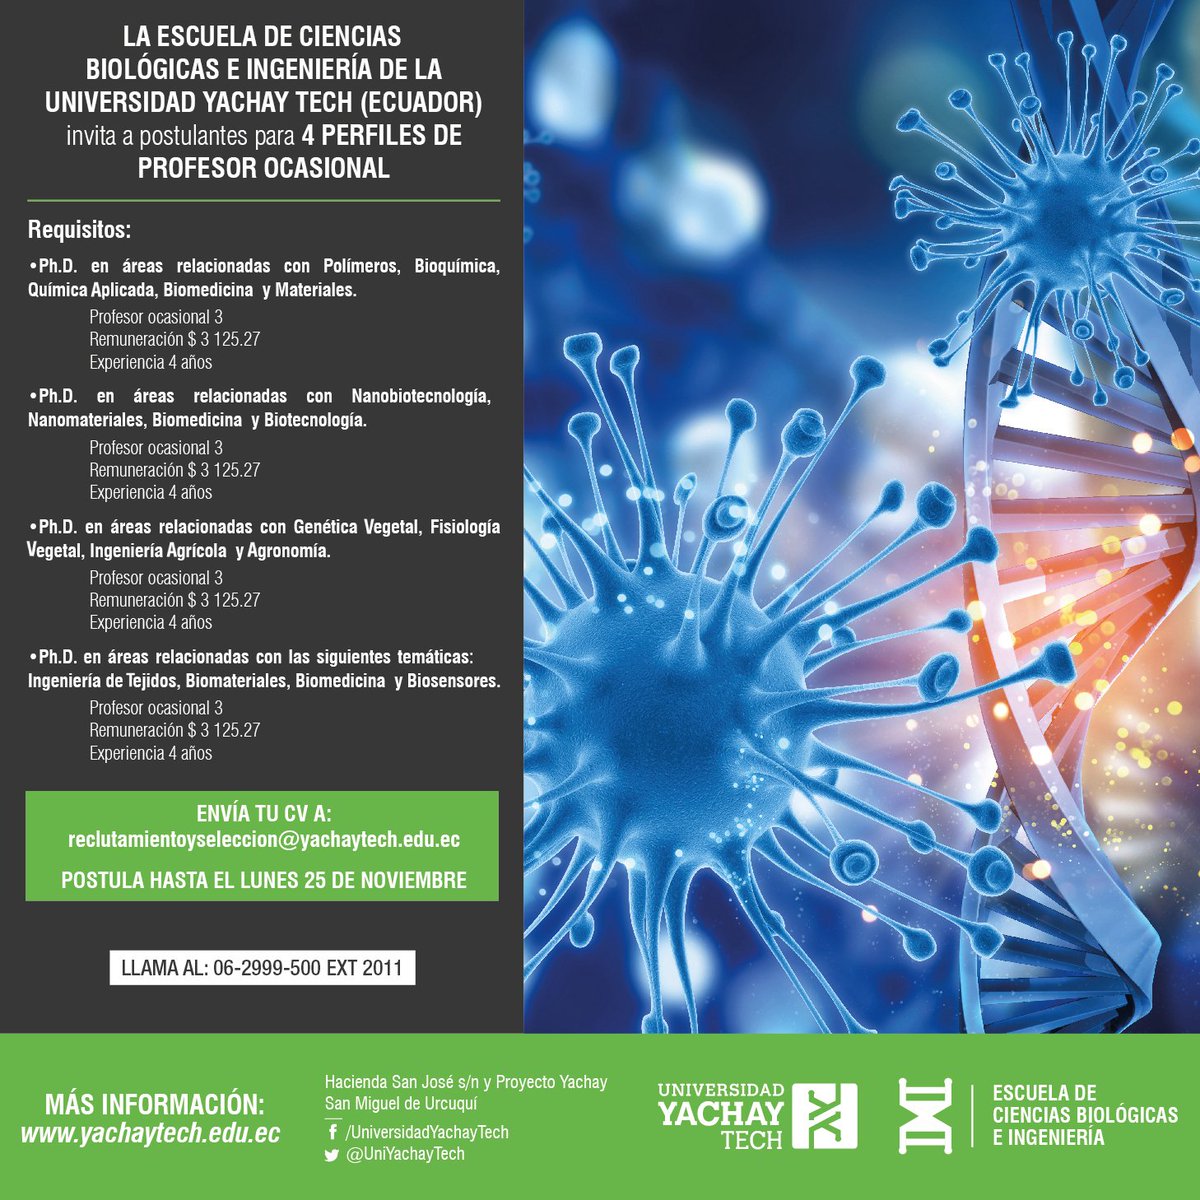 LA ESCUELA DE CIENCIAS
BIOLÓGICAS E INGENIERÍA DE LA
UNIVERSIDAD YACHAY TECH (ECUADOR)
invita a postulantes para 4 PERFILES DE
PROFESOR OCASIONAL
Requisitos:
•Ph.D. en áreas relacionadas con Polímeros, Bioquímica,
Química Aplicada, Biomedicina y Materiales.
Profesor ocasional 3
Remuneración $ 3 125.27
Experiencia 4 años
•Ph.D. en áreas relacionadas con Nanobiotecnología,
Nanomateriales, Biomedicina y Biotecnología.
Profesor ocasional 3
Remuneración $ 3 125.27
Experiencia 4 años
•Ph.D. en áreas relacionadas con Genética Vegetal, Fisiología
Vegetal, Ingeniería Agrícola y Agronomía.
Profesor ocasional 3
Remuneración $ 3 125.27
Experiencia 4 años
•Ph.D. en áreas relacionadas con las siguientes temáticas:
Ingeniería de Tejidos, Biomateriales, Biomedicina y Biosensores.
Profesor ocasional 3
Remuneración $ 3 125.27
Experiencia 4 años
ENVÍA TU CV A:
reclutamientoyseleccion@yachaytech.edu.ec
POSTULA HASTA EL LUNES 25 DE NOVIEMBRE
LLAMA AL: 06-2999-500 EXT 2011
MÁS INFORMACIÓN:
www.yachaytech.edu.ec
Hacienda San José s/n y Proyecto Yachay
San Miguel de Urcuquí
/UniversidadYachayTech
@UniYachayTech
UNIVERSIDAD
YACHAY
TECH
ESCUELA DE
CIENCIAS BIOLÓGICAS
E INGENIERÍA